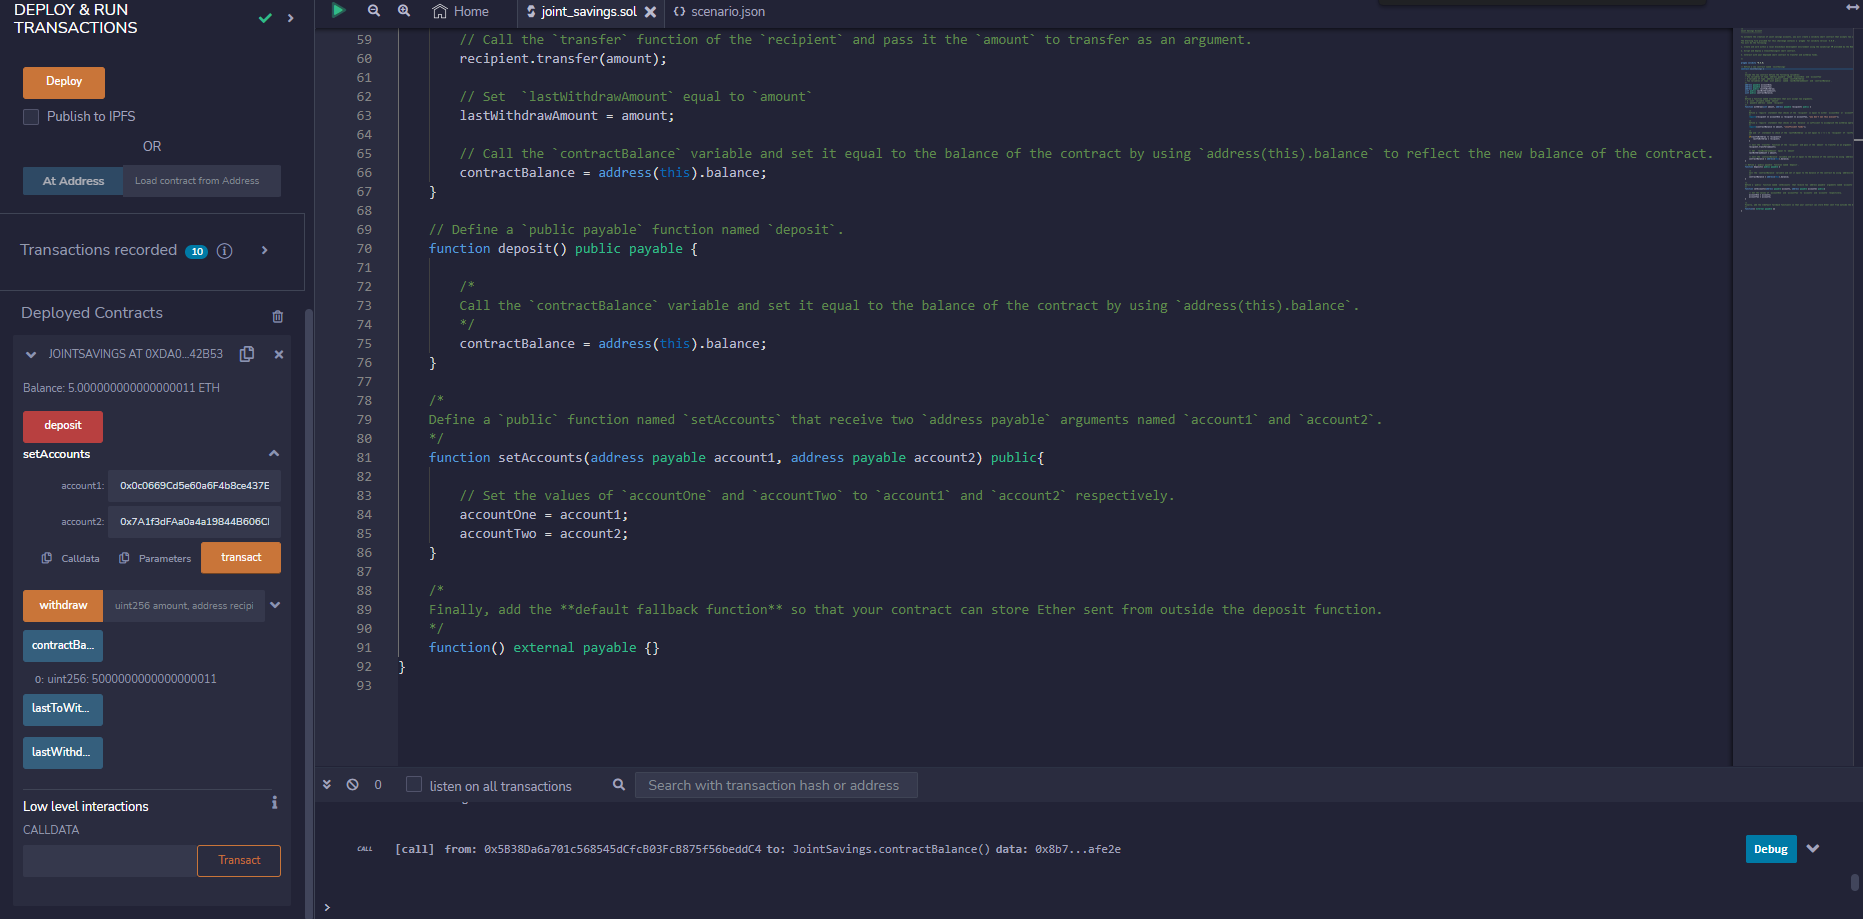 DEPLOY & RUN
TRANSACTIONS
Deploy
Publish to IPFS
OR
At Address Load contract from Address
Transactions recorded 10 i
Deployed Contracts
JOINTSAVINGS AT 0XDA0...42B53
Balance: 5.000000000000000011 ETH
deposit
setAccounts
account1: 0x0c0669Cd5e60a6F4b8ce437E
account2: 0x7A1f3dFAa0a4a19844B606CI
Calldata Parameters transact
withdraw uint256 amount, address recipi
contractBa...
0: uint256: 5000000000000000011
lastToWit...
lastWithd...
Low level interactions i
CALLDATA
Transact
Home joint_savings.sol scenario.json
59 // Call the `transfer` function of the `recipient` and pass it the `amount` to transfer as an argument.
60 recipient.transfer(amount);
61
62 // Set  `lastWithdrawAmount` equal to `amount`
63 lastWithdrawAmount = amount;
64
65 // Call the `contractBalance` variable and set it equal to the balance of the contract by using `address(this).balance` to reflect the new balance of the contract.
66 contractBalance = address(this).balance;
67 }
68
69 // Define a `public payable` function named `deposit`.
70 function deposit() public payable {
71
72 /*
73 Call the `contractBalance` variable and set it equal to the balance of the contract by using `address(this).balance`.
74 */
75 contractBalance = address(this).balance;
76 }
77
78 /*
79 Define a `public` function named `setAccounts` that receive two `address payable` arguments named `account1` and `account2`.
80 */
81 function setAccounts(address payable account1, address payable account2) public{
82
83 // Set the values of `accountOne` and `accountTwo` to `account1` and `account2` respectively.
84 accountOne = account1;
85 accountTwo = account2;
86 }
87
88 /*
89 Finally, add the **default fallback function** so that your contract can store Ether sent from outside the deposit function.
90 */
91 function() external payable {}
92 }
93
0 listen on all transactions Search with transaction hash or address
CALL [call] from: 0x5B38Da6a701c568545dCfcB03FcB875f56beddC4 to: JointSavings.contractBalance() data: 0x8b7...afe2e Debug
>